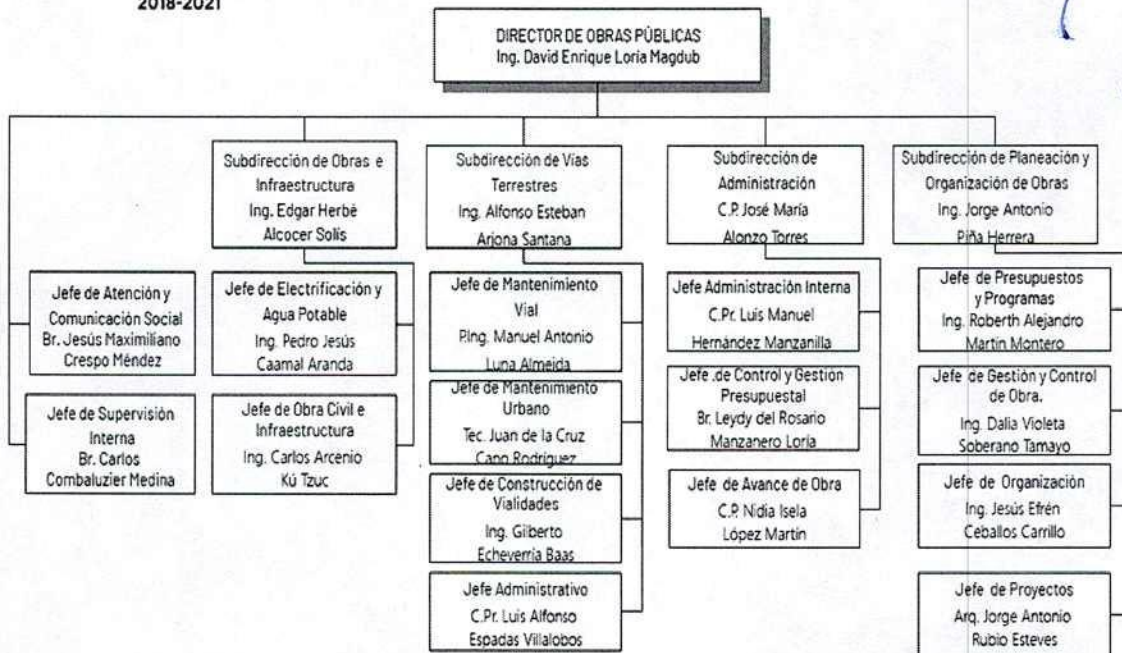 2018-2021
DIRECTOR DE OBRAS PÚBLICAS
Ing. David Enrique Loria Magdub
Subdirección de Obras e
Infraestructura
Ing. Edgar Herbé
Alcocer Solís
Subdirección de Vías
Terrestres
Ing. Alfonso Esteban
Arjona Santana
Subdirección de
Administración
C.P. José María
Alonzo Torres
Subdirección de Planeación y
Organización de Obras
Ing. Jorge Antonio
Piña Herrera
Jefe de Atención y
Comunicación Social
Br. Jesús Maximiliano
Crespo Méndez
Jefe de Supervisión
Interna
Br. Carlos
Combaluzier Medina
Jefe de Electrificación y
Agua Potable
Ing. Pedro Jesús
Caamal Aranda
Jefe de Obra Civil e
Infraestructura
Ing. Carlos Arcenio
Kú Tzuc
Jefe de Mantenimiento
Vial
P.Ing. Manuel Antonio
Luna Almeida
Jefe de Mantenimiento
Urbano
Tec. Juan de la Cruz
Cano Rodríguez
Jefe de Construcción de
Vialidades
Ing. Gilberto
Echeverría Baas
Jefe Administrativo
C.Pr. Luis Alfonso
Espadas Villalobos
Jefe Administración Interna
C.Pr. Luis Manuel
Hernández Manzanilla
Jefe .de Control y Gestión
Presupuestal
Br. Leydy del Rosario
Manzanero Loría
Jefe de Avance de Obra
C.P. Nidia Isela
López Martín
Jefe de Presupuestos
y Programas
Ing. Roberth Alejandro
Martín Montero
Jefe de Gestión y Control
de Obra.
Ing. Dalia Violeta
Soberano Tamayo
Jefe de Organización
Ing. Jesús Efrén
Ceballos Carrillo
Jefe de Proyectos
Arq. Jorge Antonio
Rubio Esteves